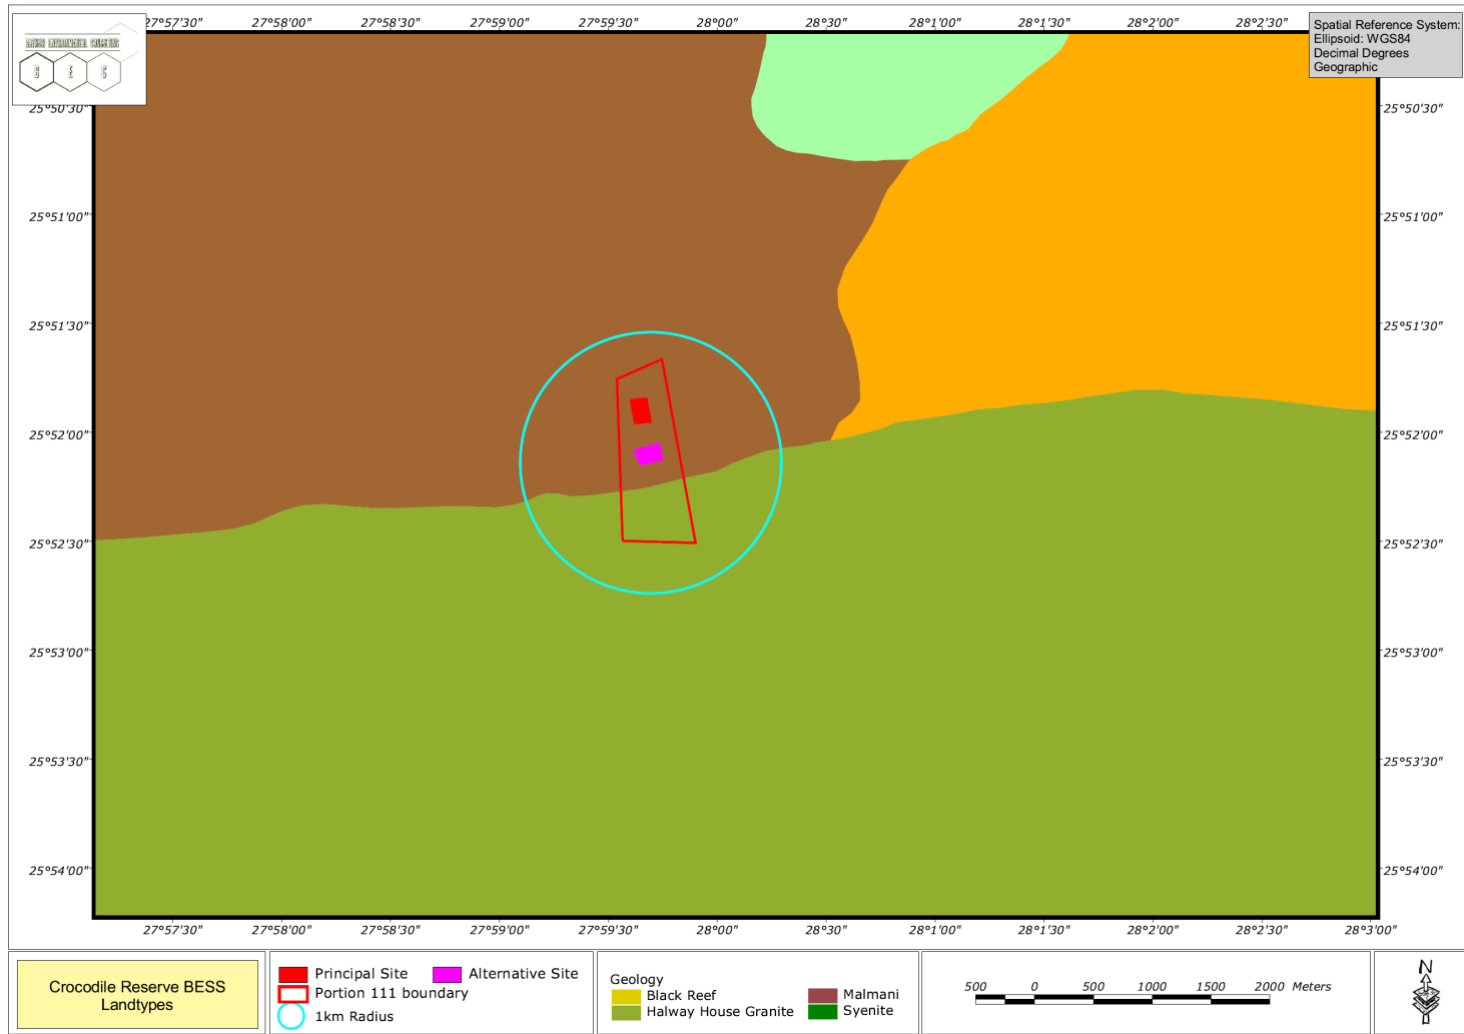 27°57'30" 27°58'00" 27°58'30" 27°59'00" 27°59'30" 28°00" 28°30" 28°1'00" 28°1'30" 28°2'00" 28°2'30"
Spatial Reference System:
Ellipsoid: WGS84
Decimal Degrees
Geographic
B E C
25°50'30" 25°50'30"
25°51'00" 25°51'00"
25°51'30" 25°51'30"
25°52'00" 25°52'00"
25°52'30" 25°52'30"
25°53'00" 25°53'00"
25°53'30" 25°53'30"
25°54'00" 25°54'00"
27°57'30" 27°58'00" 27°58'30" 27°59'00" 27°59'30" 28°00" 28°30" 28°1'00" 28°1'30" 28°2'00" 28°2'30" 28°3'00"
Crocodile Reserve BESS
Landtypes
Principal Site Alternative Site
Portion 111 boundary
1km Radius
Geology
Black Reef Malmani
Halway House Granite Syenite
500 0 500 1000 1500 2000 Meters
N